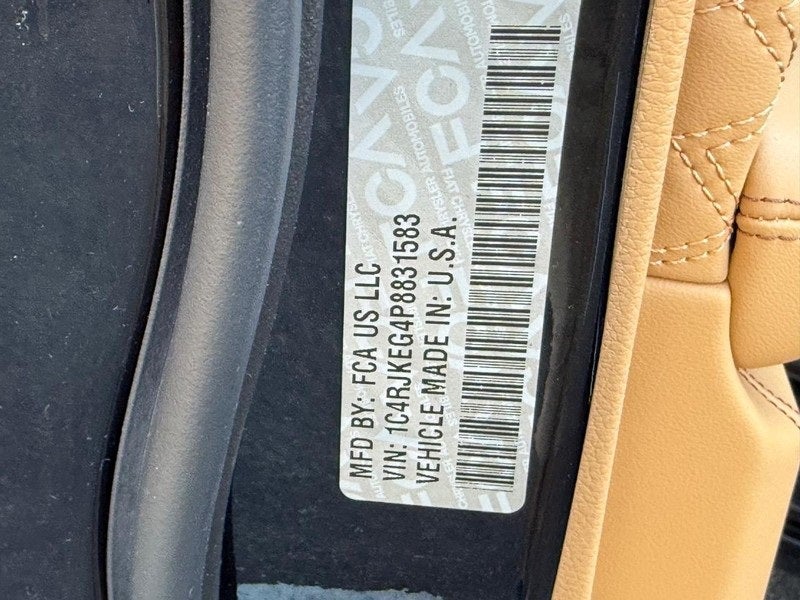 MFD BY: FCA US LLC
VIN: 1C4RJKEG4P8831583
VEHICLE MADE IN: U.S.A.